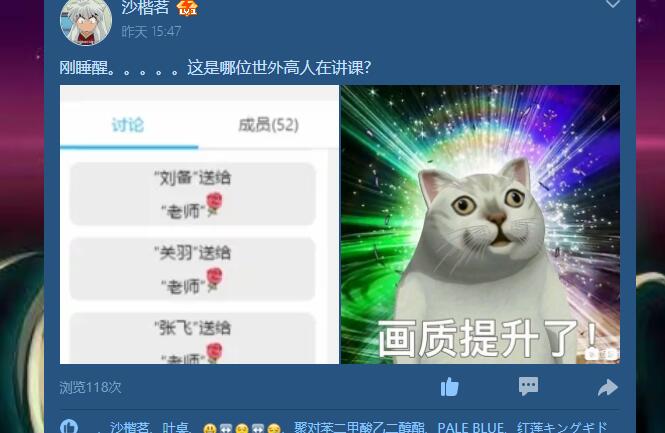 沙楷茗
昨天 15:47
刚睡醒。。。。。这是哪位世外高人在讲课?
讨论
成员(52)
“刘备”送给
“老师”
“关羽”送给
“老师”
“张飞”送给
“老师”
画质提升了!
浏览118次
、沙楷茗、叶桌、😃🎛🥺🎛😔、聚对苯二甲酸乙二醇酯、PALE BLUE、红莲キングギド